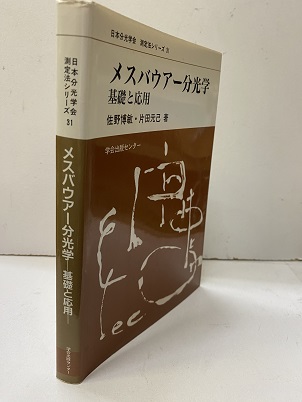 日本分光学会 測定法シリーズ 31
メスバウアー分光学
基礎と応用
佐野博敏・片田元己 著
学会出版センター
日本分光学会
測定法シリーズ 31
メスバウアー分光学―基礎と応用―
学会出版センター